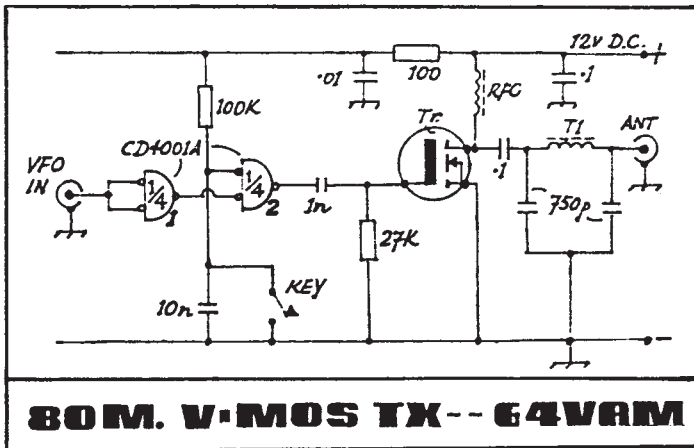 12v D.C. +
.01
100
.1
RFC
100K
Tr.
T1
ANT
CD4001A
VFO
IN
1/4
1
1/4
2
1n
.1
750p
27K
KEY
10n
-
80M. V·MOS TX-- G4VAM